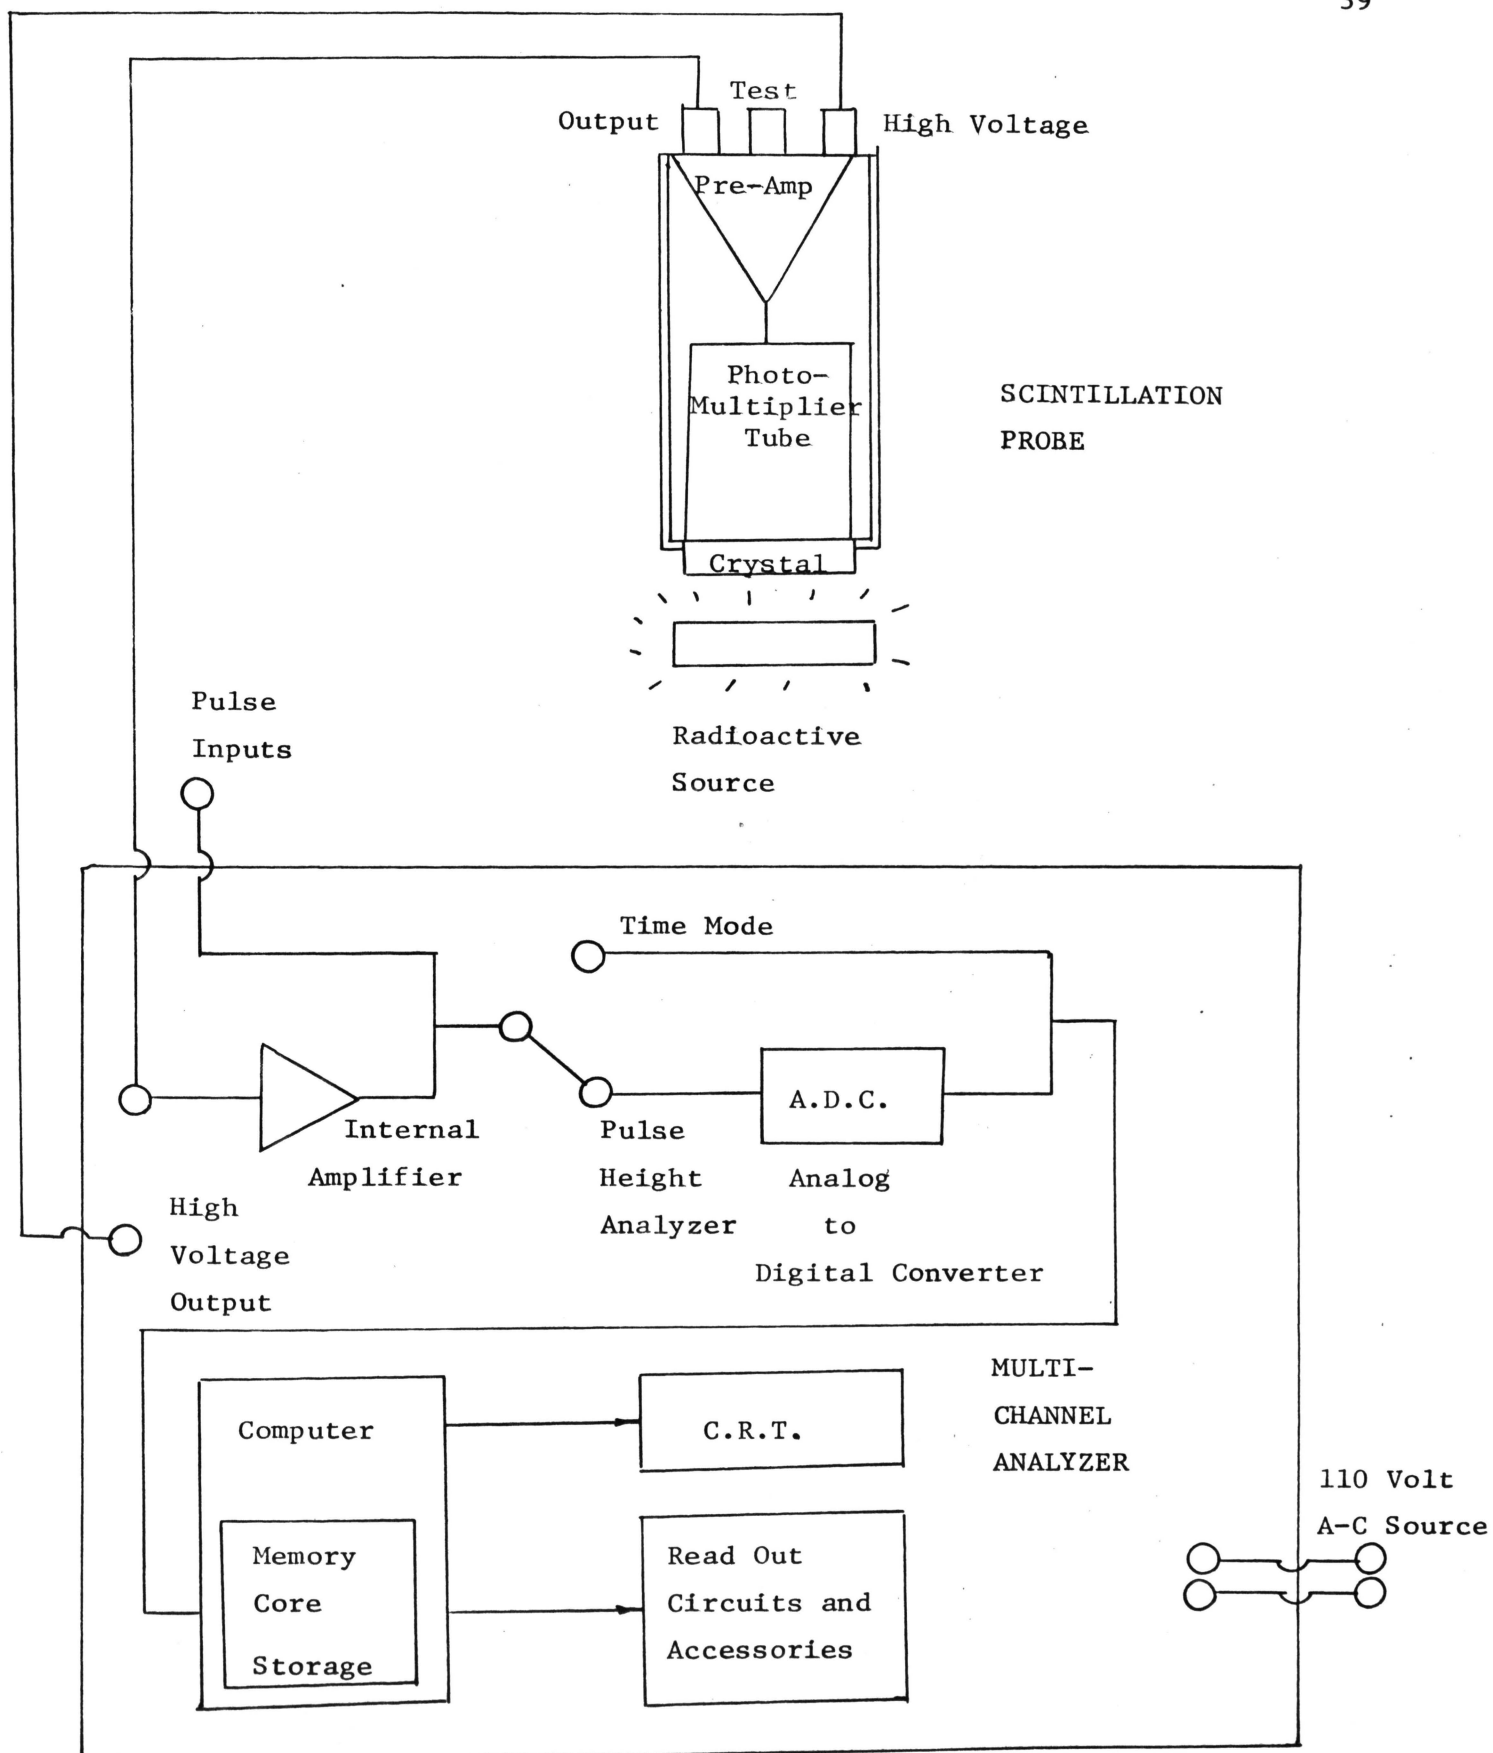 Test
Output
High Voltage
Pre-Amp
Photo-
Multiplier
Tube
SCINTILLATION
PROBE
Crystal
Pulse
Inputs
Radioactive
Source
Time Mode
A.D.C.
Internal
Amplifier
Pulse
Height
Analyzer
Analog
to
Digital Converter
High
Voltage
Output
MULTI-
CHANNEL
ANALYZER
Computer
C.R.T.
110 Volt
A-C Source
Memory
Core
Storage
Read Out
Circuits and
Accessories